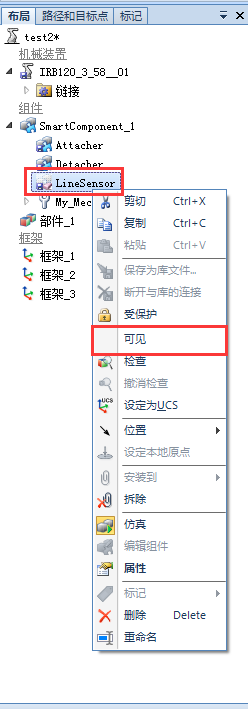 布局 路径和目标点 标记
test2*
机械装置
IRB120_3_58__01
链接
组件
SmartComponent_1
Attacher
Detacher
LineSensor
My_Mec
部件_1
框架
框架_1
框架_2
框架_3
剪切 Ctrl+X
复制 Ctrl+C
粘贴 Ctrl+V
保存为库文件...
断开与库的连接
受保护
可见
检查
撤消检查
设定为UCS
位置
设定本地原点
安装到
拆除
仿真
编辑组件
属性
标记
删除 Delete
重命名